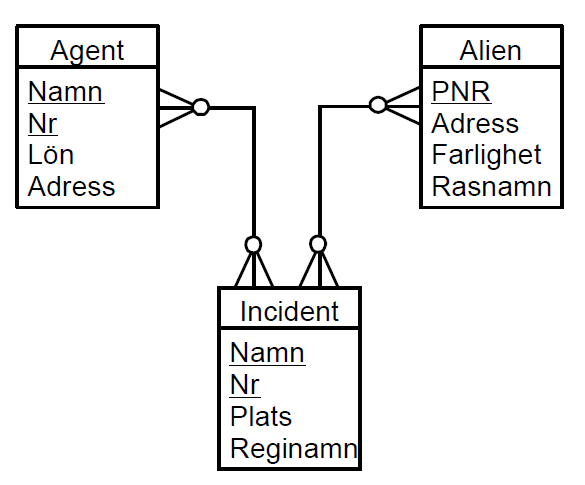 Agent
Namn
Nr
Lön
Adress
Alien
PNR
Adress
Farlighet
Rasnamn
Incident
Namn
Nr
Plats
Reginamn